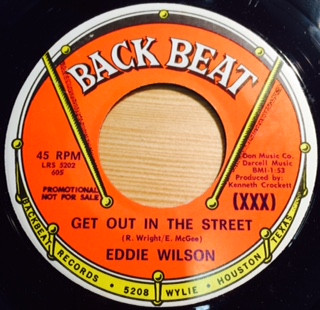 BACK BEAT
45 RPM
LRS 5202
605
PROMOTIONAL
NOT FOR SALE
Don Music Co.
Darcell Music
BMI-1:53
Produced by:
Kenneth Crockett
(XXX)
GET OUT IN THE STREET
(R. Wright/E. McGee)
EDDIE WILSON
BACKBEAT RECORDS • 5208 WYLIE • HOUSTON, TEXAS